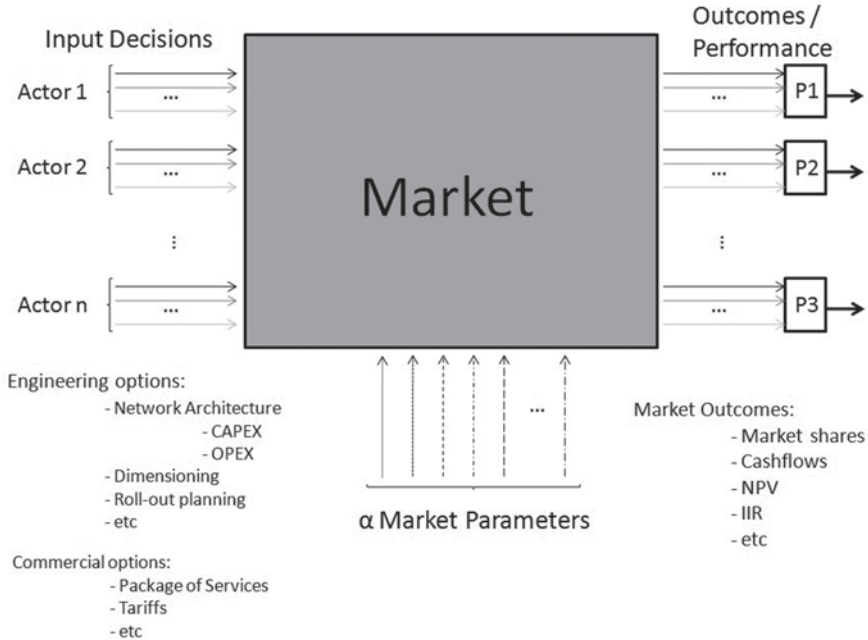 Input Decisions
Outcomes /
Performance
Actor 1
...
...
P1
Actor 2
...
...
P2
Market
...
...
Actor n
...
...
P3
Engineering options:
- Network Architecture
- CAPEX
- OPEX
- Dimensioning
- Roll-out planning
- etc
Commercial options:
- Package of Services
- Tariffs
- etc
...
α Market Parameters
Market Outcomes:
- Market shares
- Cashflows
- NPV
- IIR
- etc